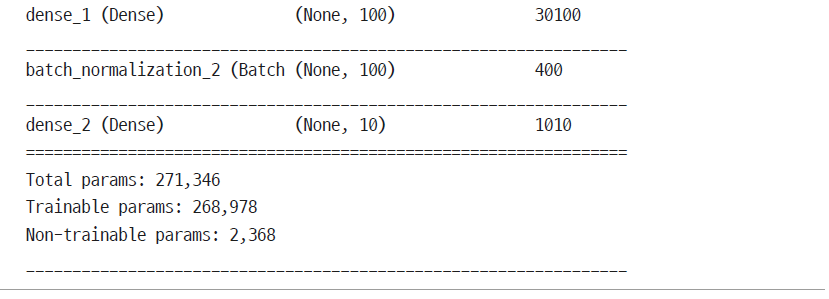 dense_1 (Dense) (None, 100) 30100
_________________________________________________________________
batch_normalization_2 (Batch (None, 100) 400
_________________________________________________________________
dense_2 (Dense) (None, 10) 1010
=================================================================
Total params: 271,346
Trainable params: 268,978
Non-trainable params: 2,368
_________________________________________________________________